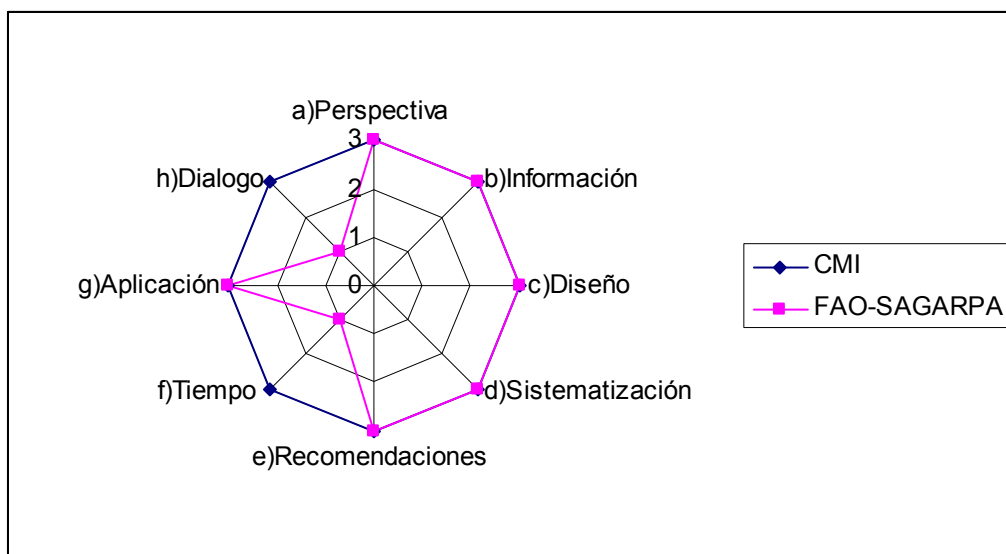 a)Perspectiva
3
h)Dialogo
b)Información
2
1
g)Aplicación
0
c)Diseño
f)Tiempo
d)Sistematización
e)Recomendaciones
CMI
FAO-SAGARPA